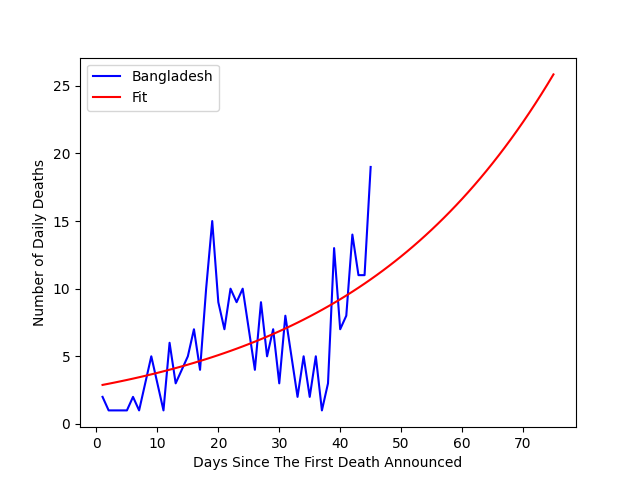 Bangladesh
Fit
25
20
15
10
5
0
Number of Daily Deaths
0 10 20 30 40 50 60 70
Days Since The First Death Announced